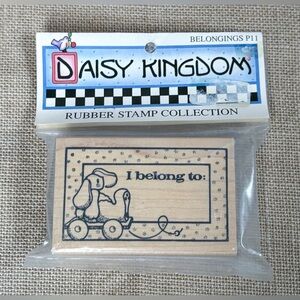 BELONGINGS P11
DAISY KINGDOM
RUBBER STAMP COLLECTION
I belong to: